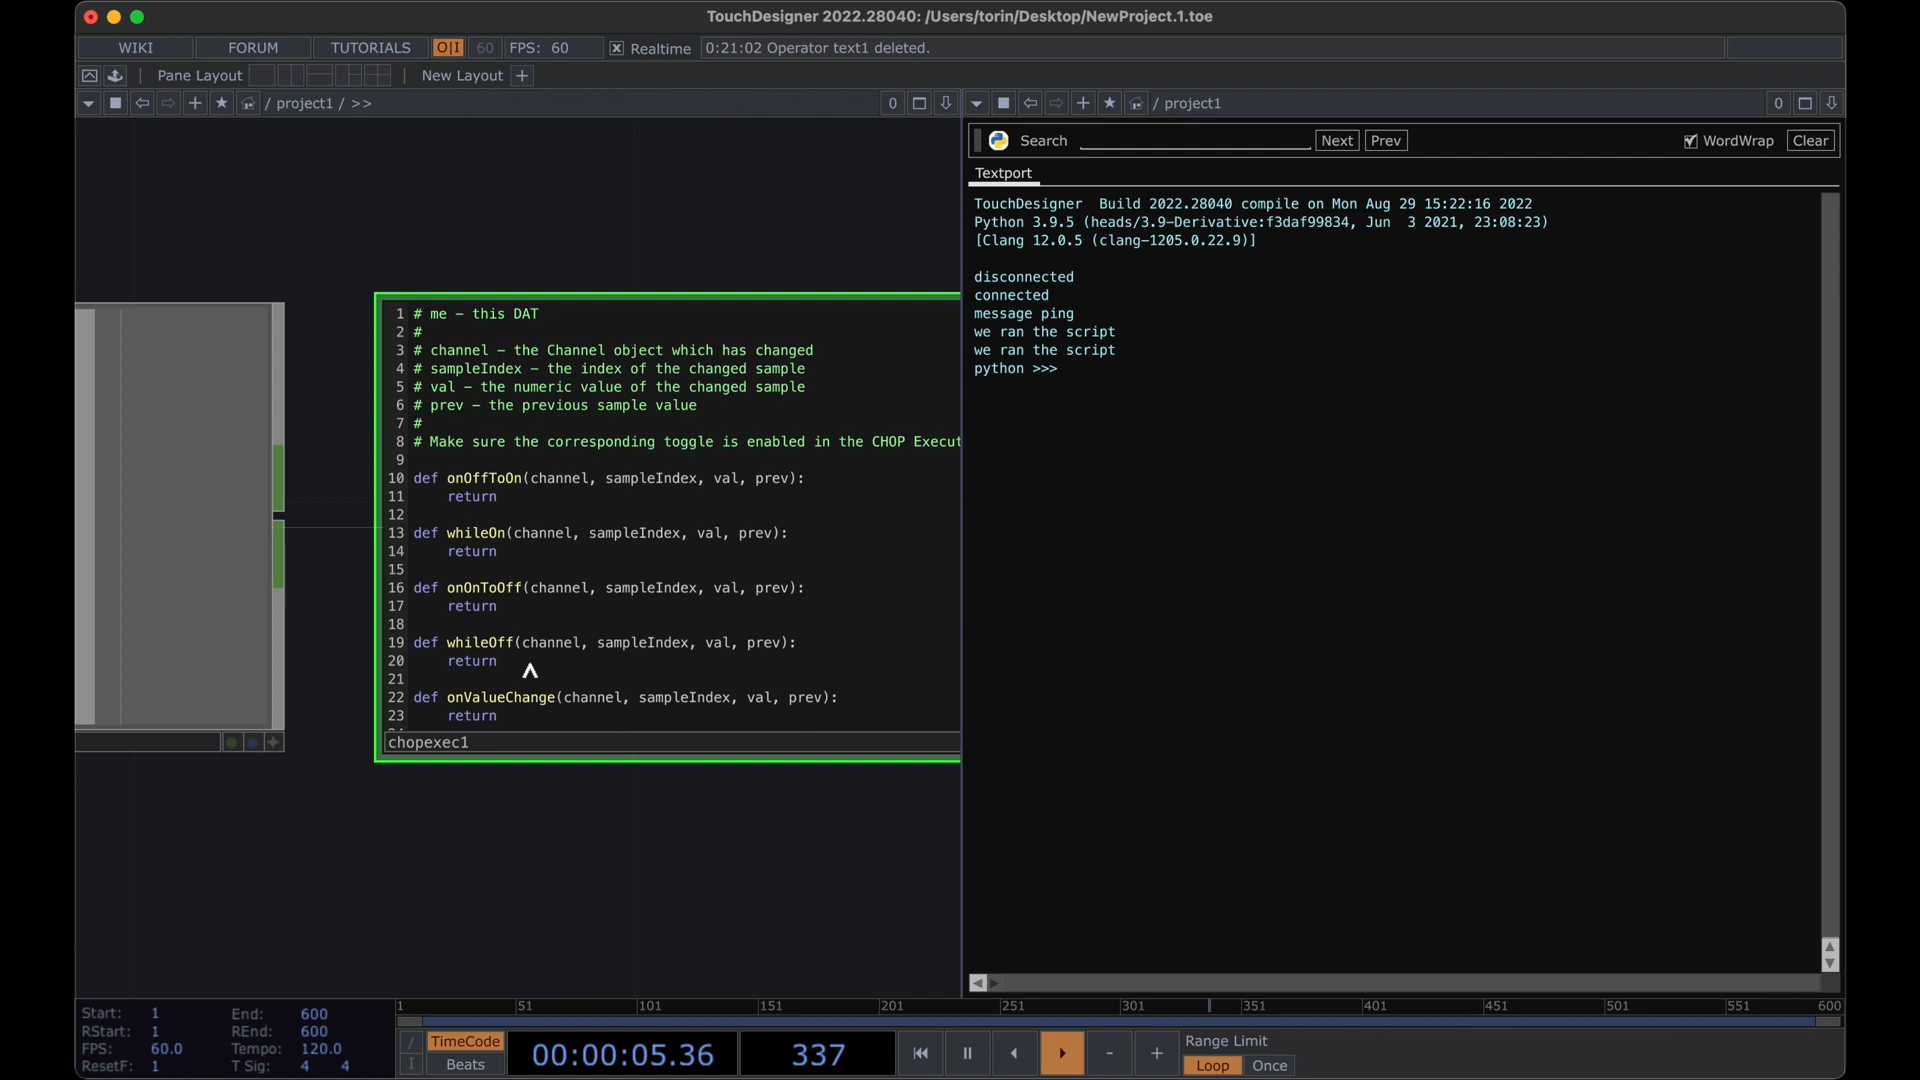 TouchDesigner 2022.28040: /Users/torin/Desktop/NewProject.1.toe
WIKI FORUM TUTORIALS O|I 60 FPS: 60 Realtime 0:21:02 Operator text1 deleted.
Pane Layout New Layout +
/ project1 / >> 0
/ project1 0
Search Next Prev WordWrap Clear
Textport
TouchDesigner  Build 2022.28040 compile on Mon Aug 29 15:22:16 2022
Python 3.9.5 (heads/3.9-Derivative:f3daf99834, Jun  3 2021, 23:08:23)
[Clang 12.0.5 (clang-1205.0.22.9)]
disconnected
connected
message ping
we ran the script
we ran the script
python >>>
1 # me - this DAT
2 #
3 # channel - the Channel object which has changed
4 # sampleIndex - the index of the changed sample
5 # val - the numeric value of the changed sample
6 # prev - the previous sample value
7 #
8 # Make sure the corresponding toggle is enabled in the CHOP Execut
9
10 def onOffToOn(channel, sampleIndex, val, prev):
11     return
12
13 def whileOn(channel, sampleIndex, val, prev):
14     return
15
16 def onOnToOff(channel, sampleIndex, val, prev):
17     return
18
19 def whileOff(channel, sampleIndex, val, prev):
20     return
21
22 def onValueChange(channel, sampleIndex, val, prev):
23     return
chopexec1
1 51 101 151 201 251 301 351 401 451 501 551 600
Start: 1 End: 600
RStart: 1 REnd: 600
FPS: 60.0 Tempo: 120.0
ResetF: 1 T Sig: 4 4
/ I
TimeCode
Beats
00:00:05.36 337
- +
Range Limit
Loop Once